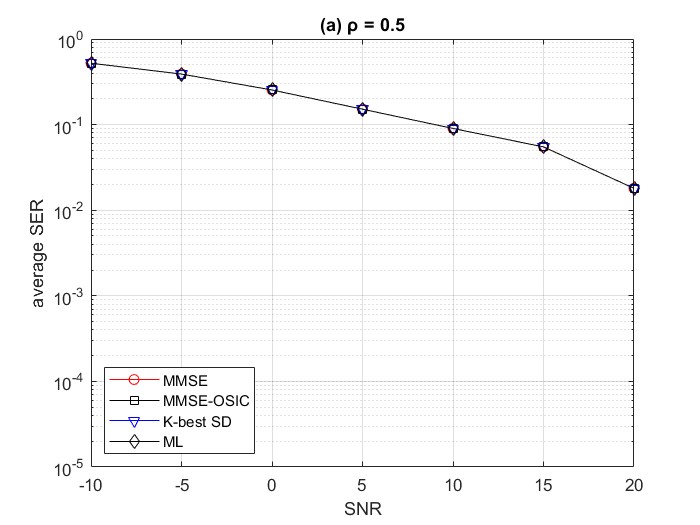 (a) ρ = 0.5
10^0
10^-1
10^-2
10^-3
10^-4
10^-5
average SER
MMSE
MMSE-OSIC
K-best SD
ML
-10 -5 0 5 10 15 20
SNR